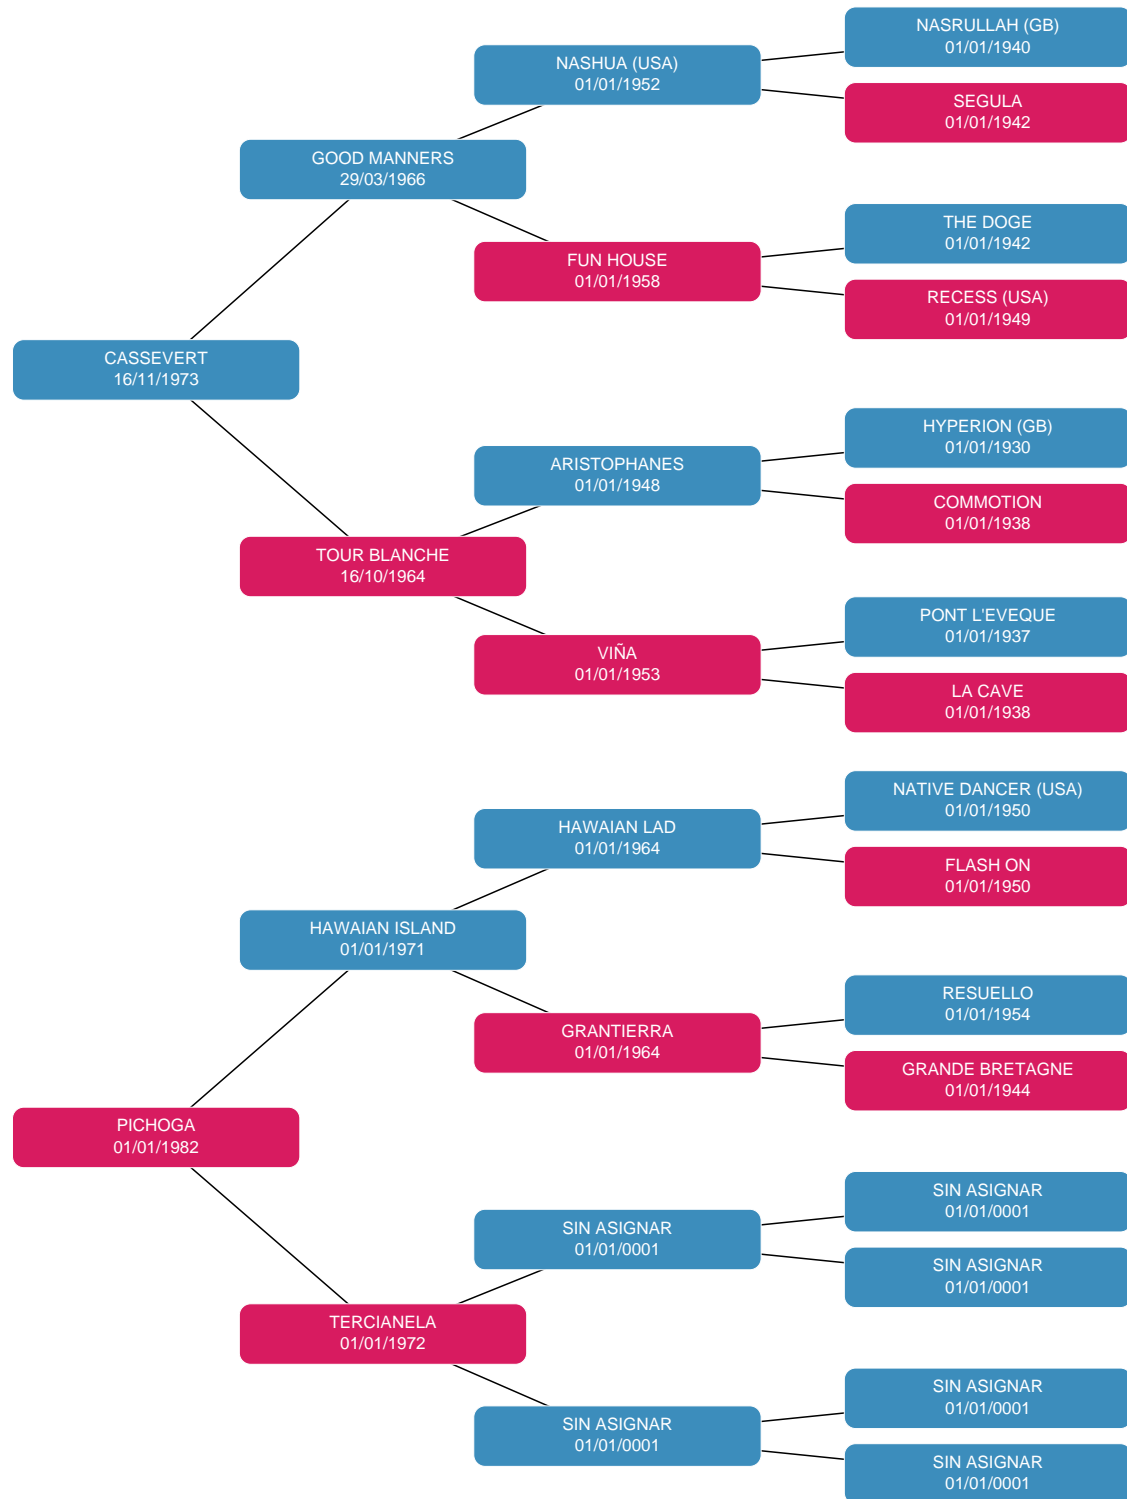 NASRULLAH (GB)
01/01/1940
NASHUA (USA)
01/01/1952
SEGULA
01/01/1942
GOOD MANNERS
29/03/1966
THE DOGE
01/01/1942
FUN HOUSE
01/01/1958
RECESS (USA)
01/01/1949
CASSEVERT
16/11/1973
HYPERION (GB)
01/01/1930
ARISTOPHANES
01/01/1948
COMMOTION
01/01/1938
TOUR BLANCHE
16/10/1964
PONT L'EVEQUE
01/01/1937
VIÑA
01/01/1953
LA CAVE
01/01/1938
NATIVE DANCER (USA)
01/01/1950
HAWAIAN LAD
01/01/1964
FLASH ON
01/01/1950
HAWAIAN ISLAND
01/01/1971
RESUELLO
01/01/1954
GRANTIERRA
01/01/1964
GRANDE BRETAGNE
01/01/1944
PICHOGA
01/01/1982
SIN ASIGNAR
01/01/0001
SIN ASIGNAR
01/01/0001
SIN ASIGNAR
01/01/0001
TERCIANELA
01/01/1972
SIN ASIGNAR
01/01/0001
SIN ASIGNAR
01/01/0001
SIN ASIGNAR
01/01/0001